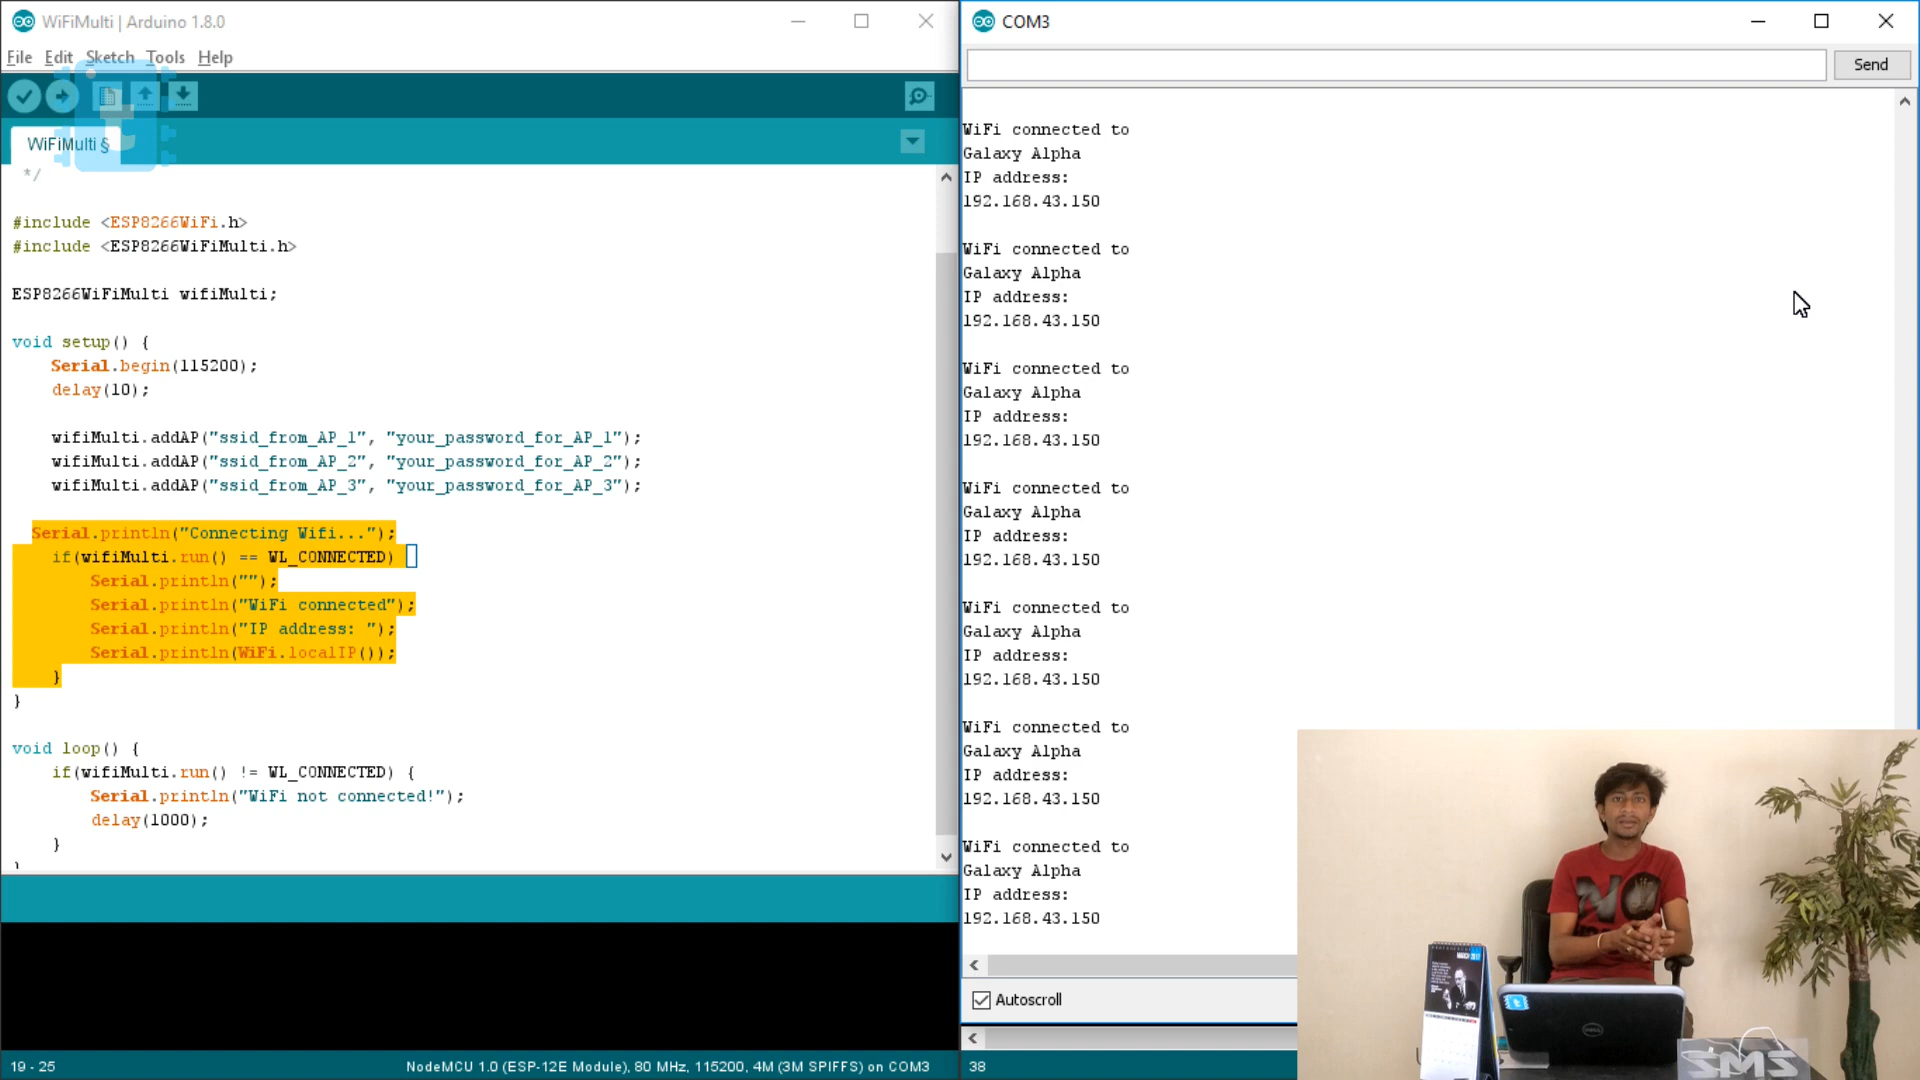 WiFiMulti | Arduino 1.8.0
File Edit Sketch Tools Help
WiFiMulti §
*/
#include <ESP8266WiFi.h>
#include <ESP8266WiFiMulti.h>
ESP8266WiFiMulti wifiMulti;
void setup() {
Serial.begin(115200);
delay(10);
wifiMulti.addAP("ssid_from_AP_1", "your_password_for_AP_1");
wifiMulti.addAP("ssid_from_AP_2", "your_password_for_AP_2");
wifiMulti.addAP("ssid_from_AP_3", "your_password_for_AP_3");
Serial.println("Connecting Wifi...");
if(wifiMulti.run() == WL_CONNECTED)
Serial.println("");
Serial.println("WiFi connected");
Serial.println("IP address: ");
Serial.println(WiFi.localIP());
}
}
void loop() {
if(wifiMulti.run() != WL_CONNECTED) {
Serial.println("WiFi not connected!");
delay(1000);
}
19 - 25
NodeMCU 1.0 (ESP-12E Module), 80 MHz, 115200, 4M (3M SPIFFS) on COM3
COM3
Send
WiFi connected to
Galaxy Alpha
IP address:
192.168.43.150
WiFi connected to
Galaxy Alpha
IP address:
192.168.43.150
WiFi connected to
Galaxy Alpha
IP address:
192.168.43.150
WiFi connected to
Galaxy Alpha
IP address:
192.168.43.150
WiFi connected to
Galaxy Alpha
IP address:
192.168.43.150
WiFi connected to
Galaxy Alpha
IP address:
192.168.43.150
WiFi connected to
Galaxy Alpha
IP address:
192.168.43.150
Autoscroll
38
NO
MARCH 2017
DELL
SMS